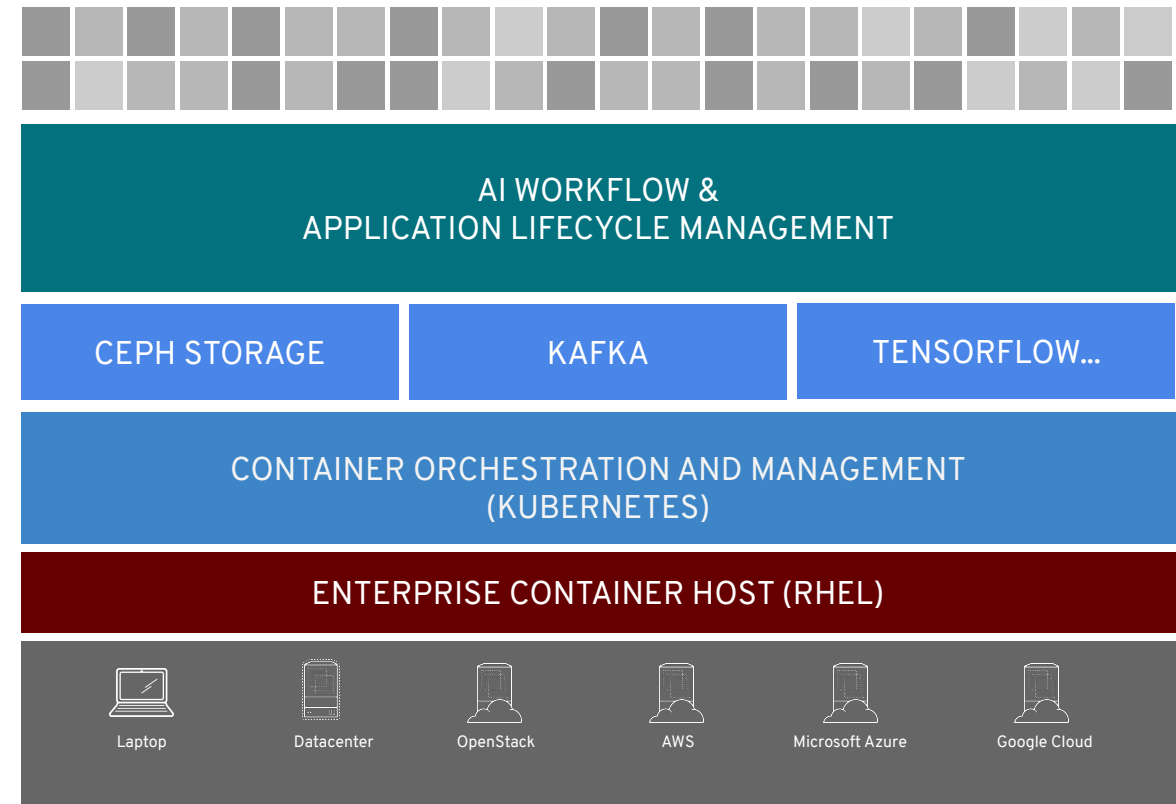 AI WORKFLOW &
APPLICATION LIFECYCLE MANAGEMENT
CEPH STORAGE
KAFKA
TENSORFLOW...
CONTAINER ORCHESTRATION AND MANAGEMENT
(KUBERNETES)
ENTERPRISE CONTAINER HOST (RHEL)
Laptop
Datacenter
OpenStack
AWS
Microsoft Azure
Google Cloud